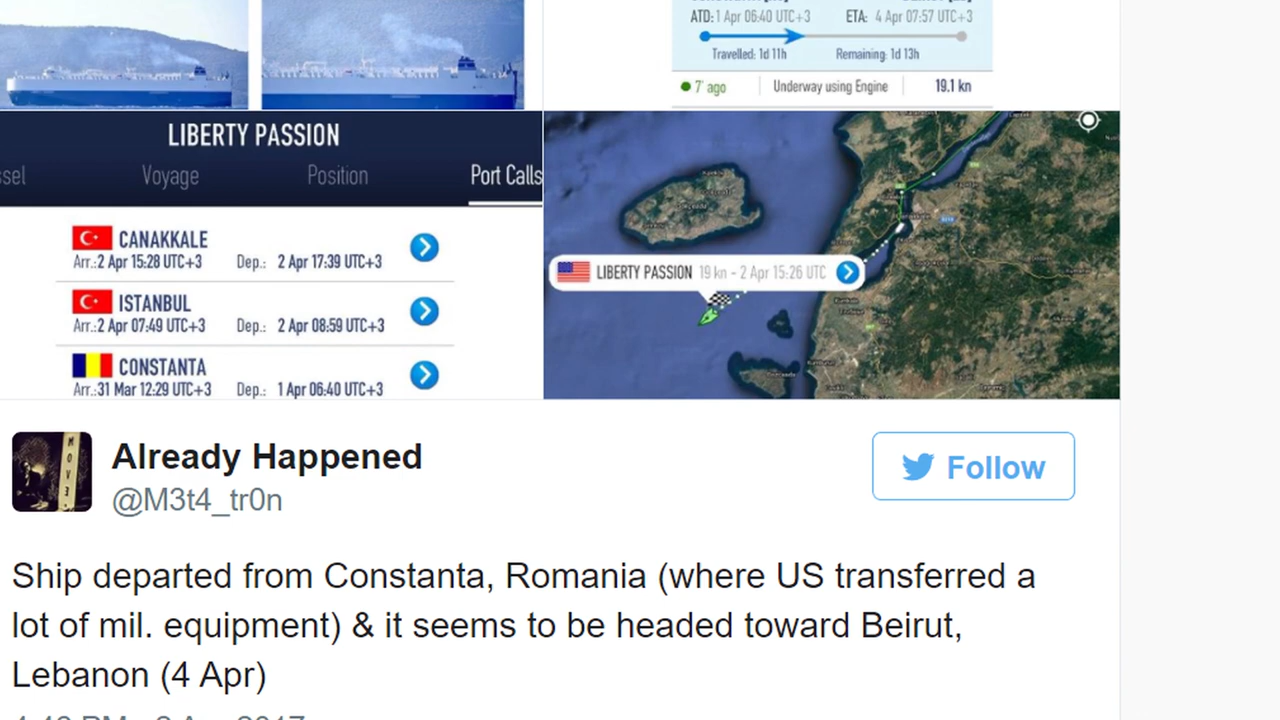 ATD: 1 Apr 06:40 UTC+3 ETA: 4 Apr 07:57 UTC+3
Travelled: 1d 11h Remaining: 1d 13h
7' ago Underway using Engine 19.1 kn
LIBERTY PASSION
ssel Voyage Position Port Calls
CANAKKALE
Arr.:2 Apr 15:28 UTC+3 Dep.: 2 Apr 17:39 UTC+3
ISTANBUL
Arr.:2 Apr 07:49 UTC+3 Dep.: 2 Apr 08:59 UTC+3
CONSTANTA
Arr.:31 Mar 12:29 UTC+3 Dep.: 1 Apr 06:40 UTC+3
LIBERTY PASSION 19 kn - 2 Apr 15:26 UTC
MOVE
Already Happened
@M3t4_tr0n
Follow
Ship departed from Constanta, Romania (where US transferred a
lot of mil. equipment) & it seems to be headed toward Beirut,
Lebanon (4 Apr)